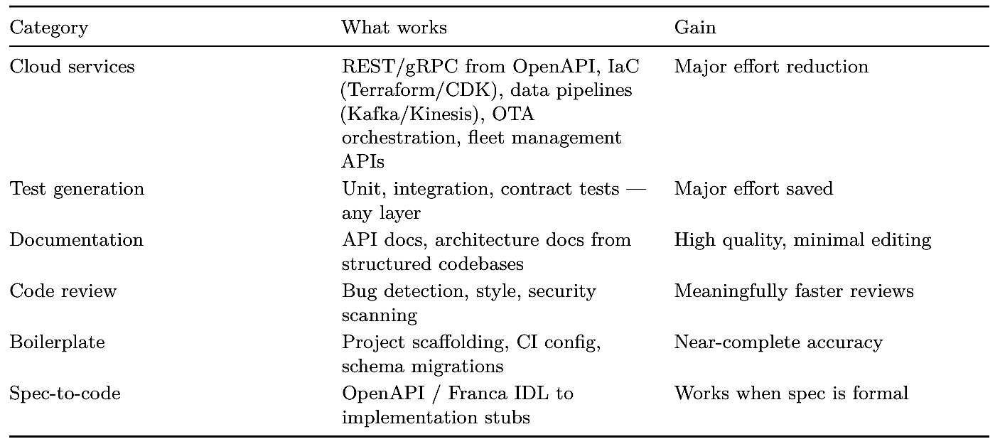 Category What works Gain
Cloud services REST/gRPC from OpenAPI, IaC Major effort reduction
(Terraform/CDK), data pipelines
(Kafka/Kinesis), OTA
orchestration, fleet management
APIs
Test generation Unit, integration, contract tests — Major effort saved
any layer
Documentation API docs, architecture docs from High quality, minimal editing
structured codebases
Code review Bug detection, style, security Meaningfully faster reviews
scanning
Boilerplate Project scaffolding, CI config, Near-complete accuracy
schema migrations
Spec-to-code OpenAPI / Franca IDL to Works when spec is formal
implementation stubs